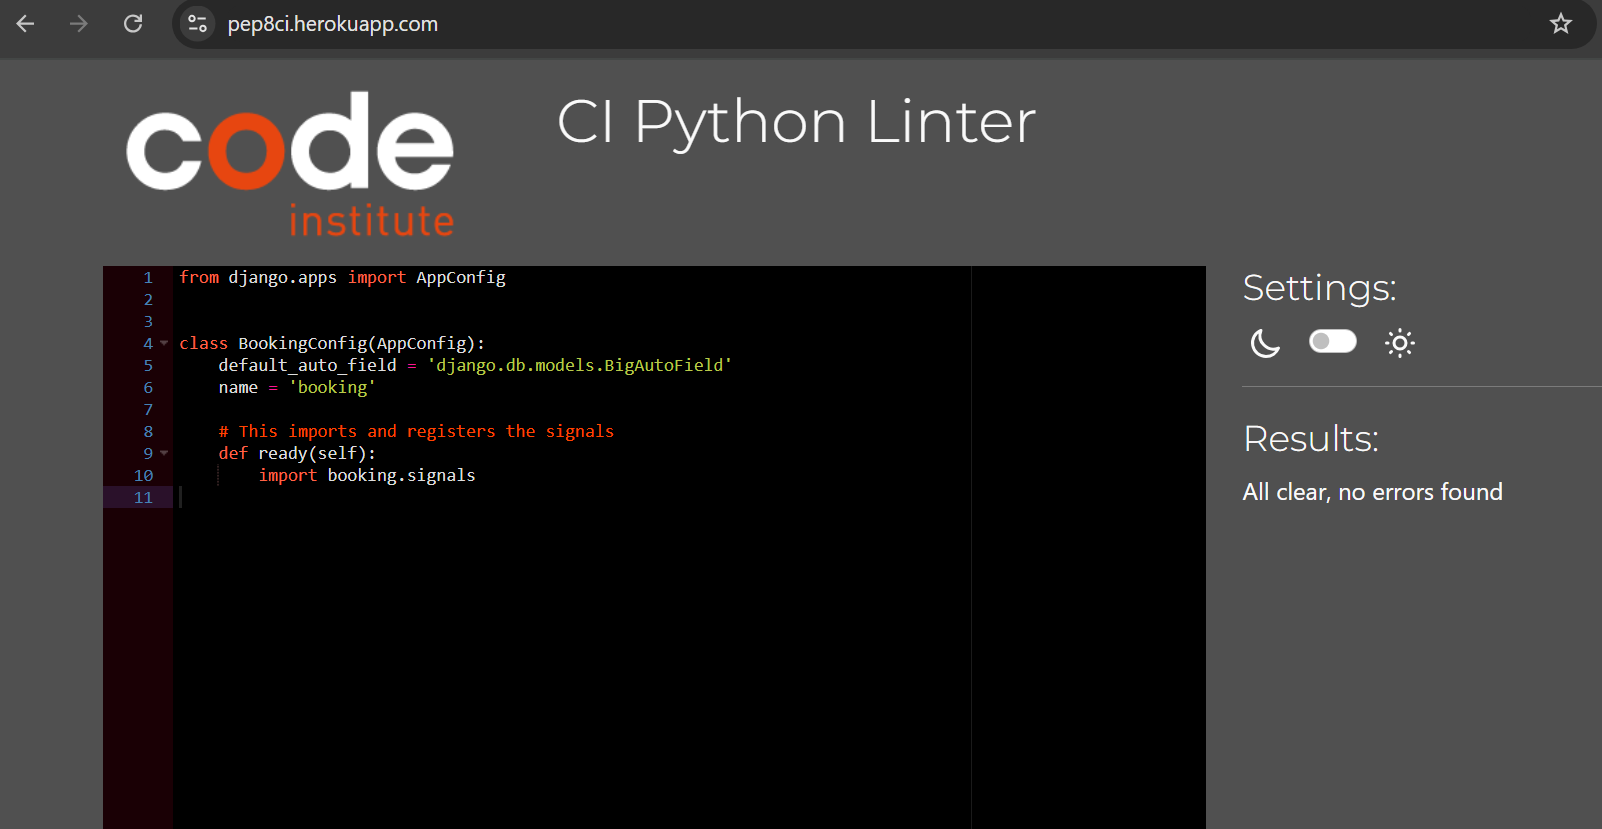 pep8ci.herokuapp.com
code
institute
CI Python Linter
1 from django.apps import AppConfig
2
3
4 class BookingConfig(AppConfig):
5     default_auto_field = 'django.db.models.BigAutoField'
6     name = 'booking'
7
8     # This imports and registers the signals
9     def ready(self):
10         import booking.signals
11
Settings:
Results:
All clear, no errors found